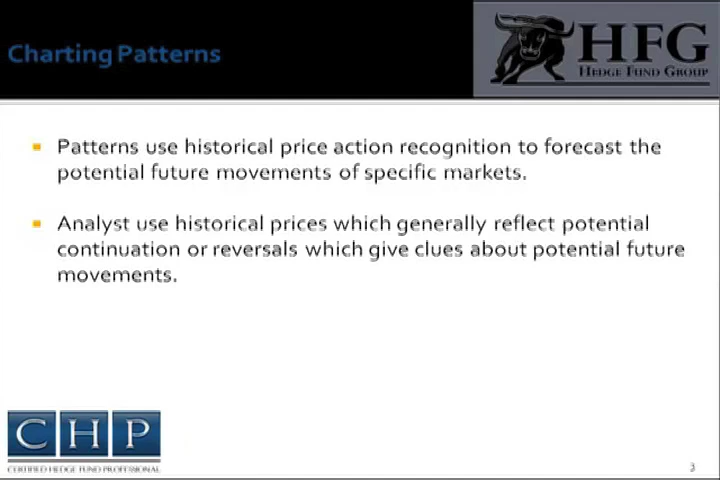 Charting Patterns
HFG
HEDGE FUND GROUP
Patterns use historical price action recognition to forecast the
potential future movements of specific markets.
Analyst use historical prices which generally reflect potential
continuation or reversals which give clues about potential future
movements.
CHP
CERTIFIED HEDGE FUND PROFESSIONAL
3